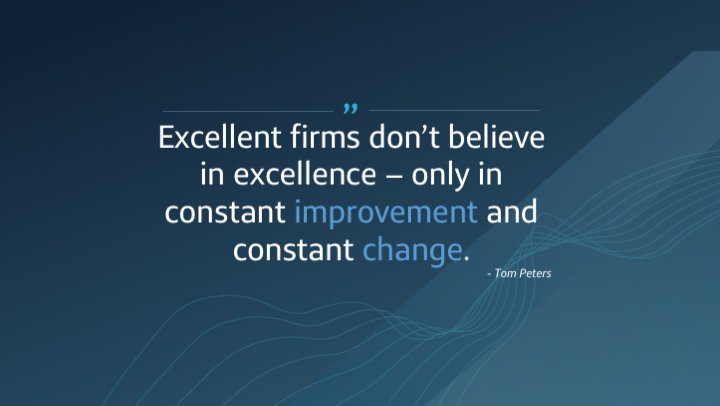 ”
Excellent firms don’t believe
in excellence – only in
constant improvement and
constant change.
- Tom Peters